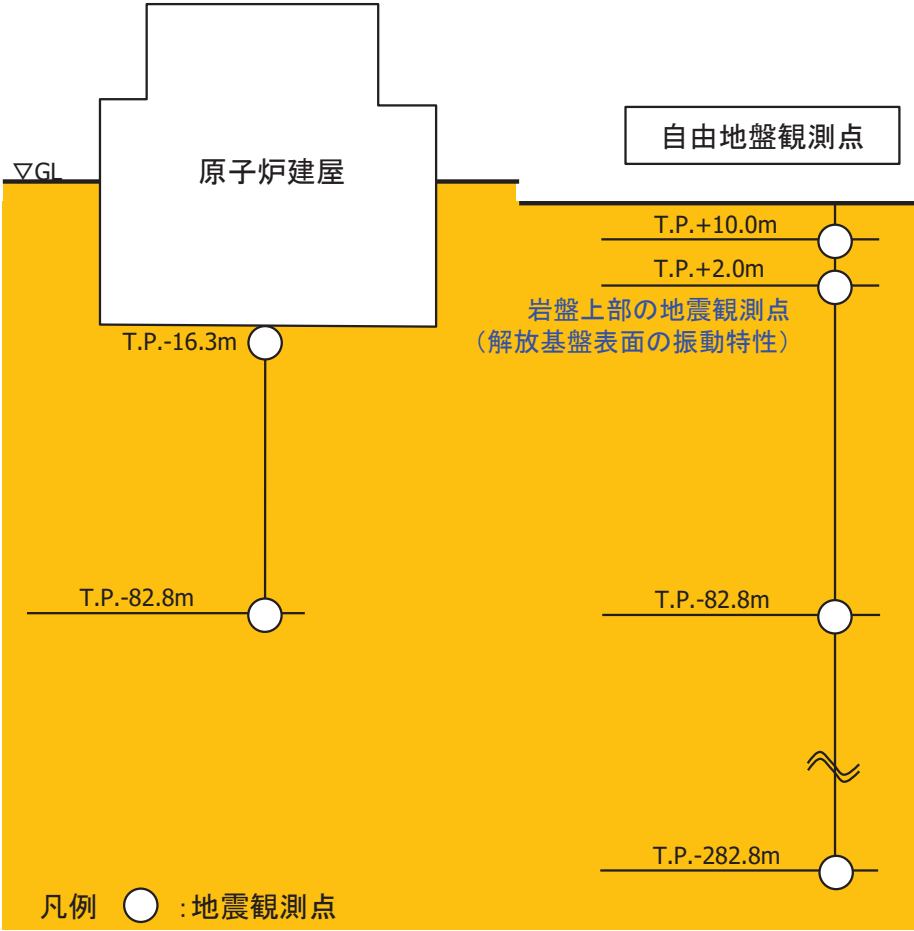 ▽GL
原子炉建屋
T.P.-16.3m
T.P.-82.8m
自由地盤観測点
T.P.+10.0m
T.P.+2.0m
岩盤上部の地震観測点
（解放基盤表面の振動特性）
T.P.-82.8m
T.P.-282.8m
凡例 ○ :地震観測点